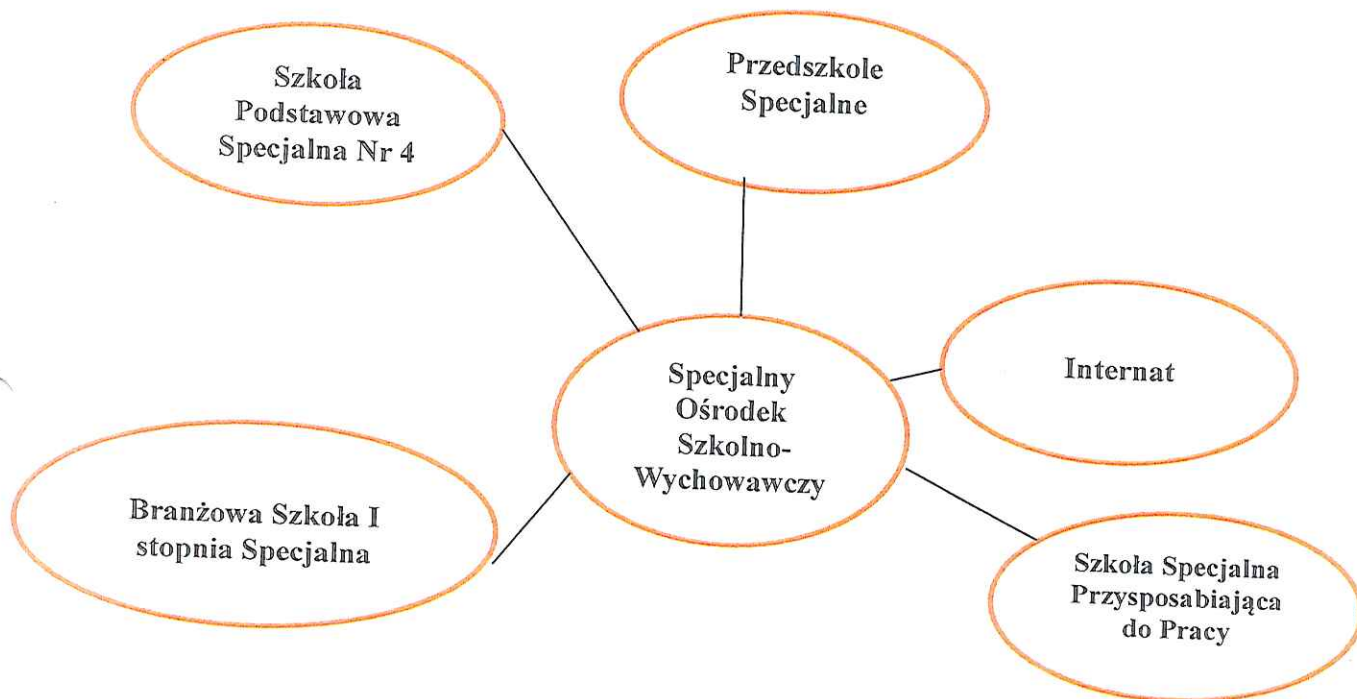 Szkoła
Podstawowa
Specjalna Nr 4
Przedszkole
Specjalne
Specjalny
Ośrodek
Szkolno-
Wychowawczy
Internat
Branżowa Szkoła I
stopnia Specjalna
Szkoła Specjalna
Przysposabiająca
do Pracy